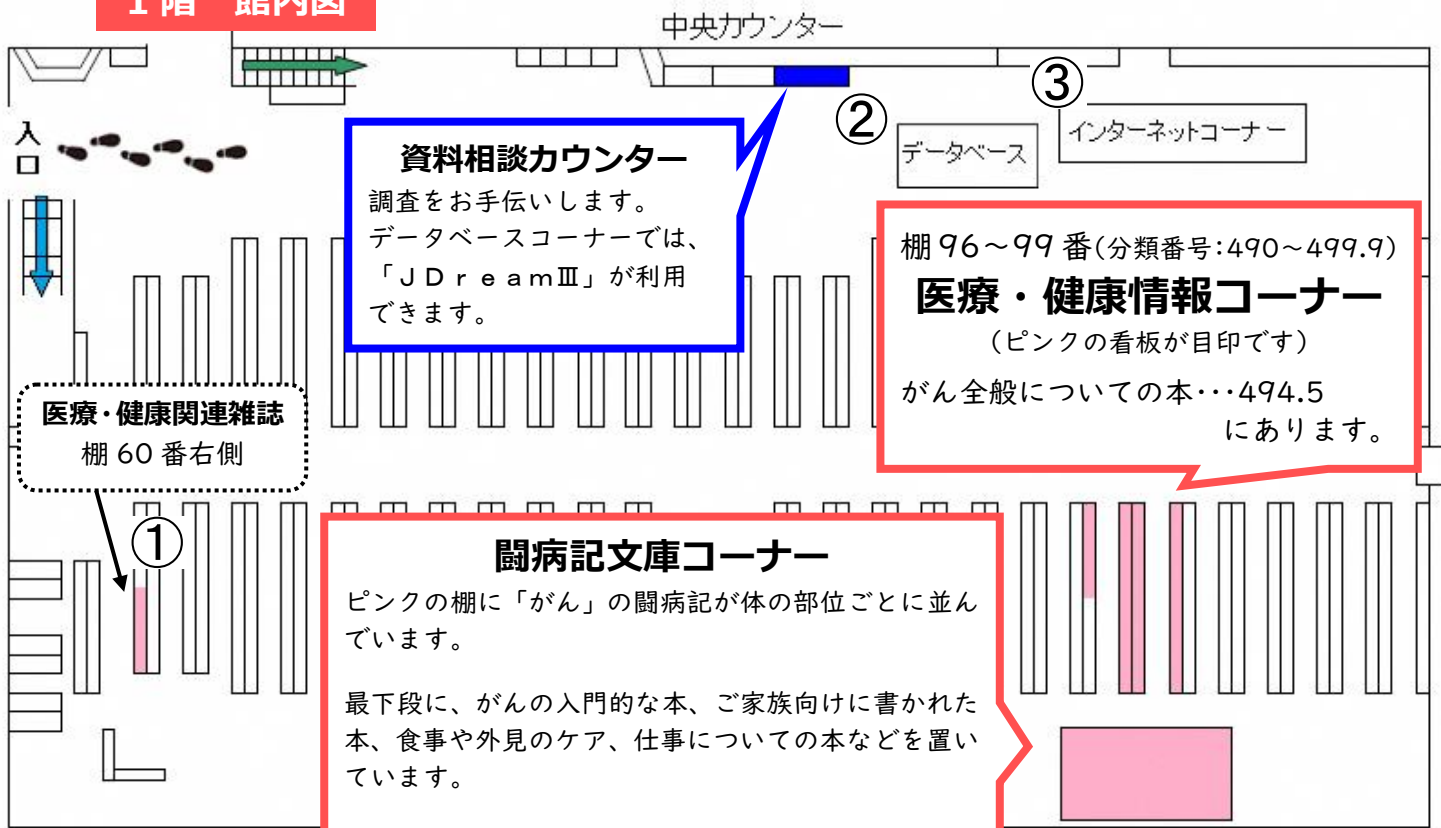 1階 館内図
中央カウンター
入
口
②
③
データベース
インターネットコーナー
資料相談カウンター
調査をお手伝いします。
データベースコーナーでは、
「JDreamⅢ」が利用
できます。
棚96～99番(分類番号:490～499.9)
医療・健康情報コーナー
(ピンクの看板が目印です)
がん全般についての本･･･494.5
にあります。
医療・健康関連雑誌
棚60番右側
①
闘病記文庫コーナー
ピンクの棚に「がん」の闘病記が体の部位ごとに並ん
でいます。
最下段に、がんの入門的な本、ご家族向けに書かれた
本、食事や外見のケア、仕事についての本などを置い
ています。